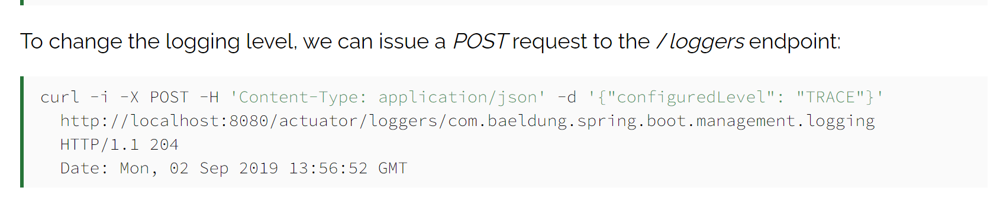 To change the logging level, we can issue a POST request to the /loggers endpoint:
curl -i -X POST -H 'Content-Type: application/json' -d '{"configuredLevel": "TRACE"}'
http://localhost:8080/actuator/loggers/com.baeldung.spring.boot.management.logging
HTTP/1.1 204
Date: Mon, 02 Sep 2019 13:56:52 GMT